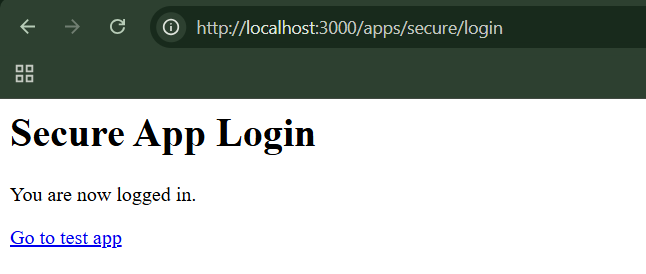 http://localhost:3000/apps/secure/login
Secure App Login
You are now logged in.
Go to test app